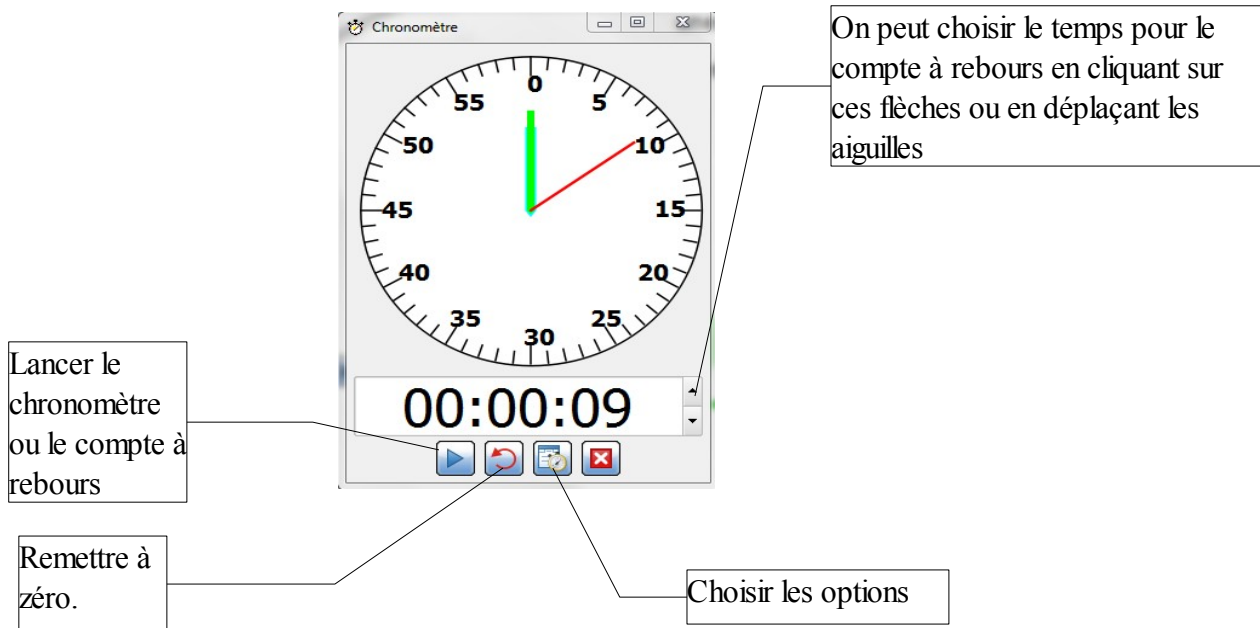 Chronomètre
On peut choisir le temps pour le
compte à rebours en cliquant sur
ces flèches ou en déplaçant les
aiguilles
0
5
10
15
20
25
30
35
40
45
50
55
00:00:09
Lancer le
chronomètre
ou le compte à
rebours
Remettre à
zéro.
Choisir les options